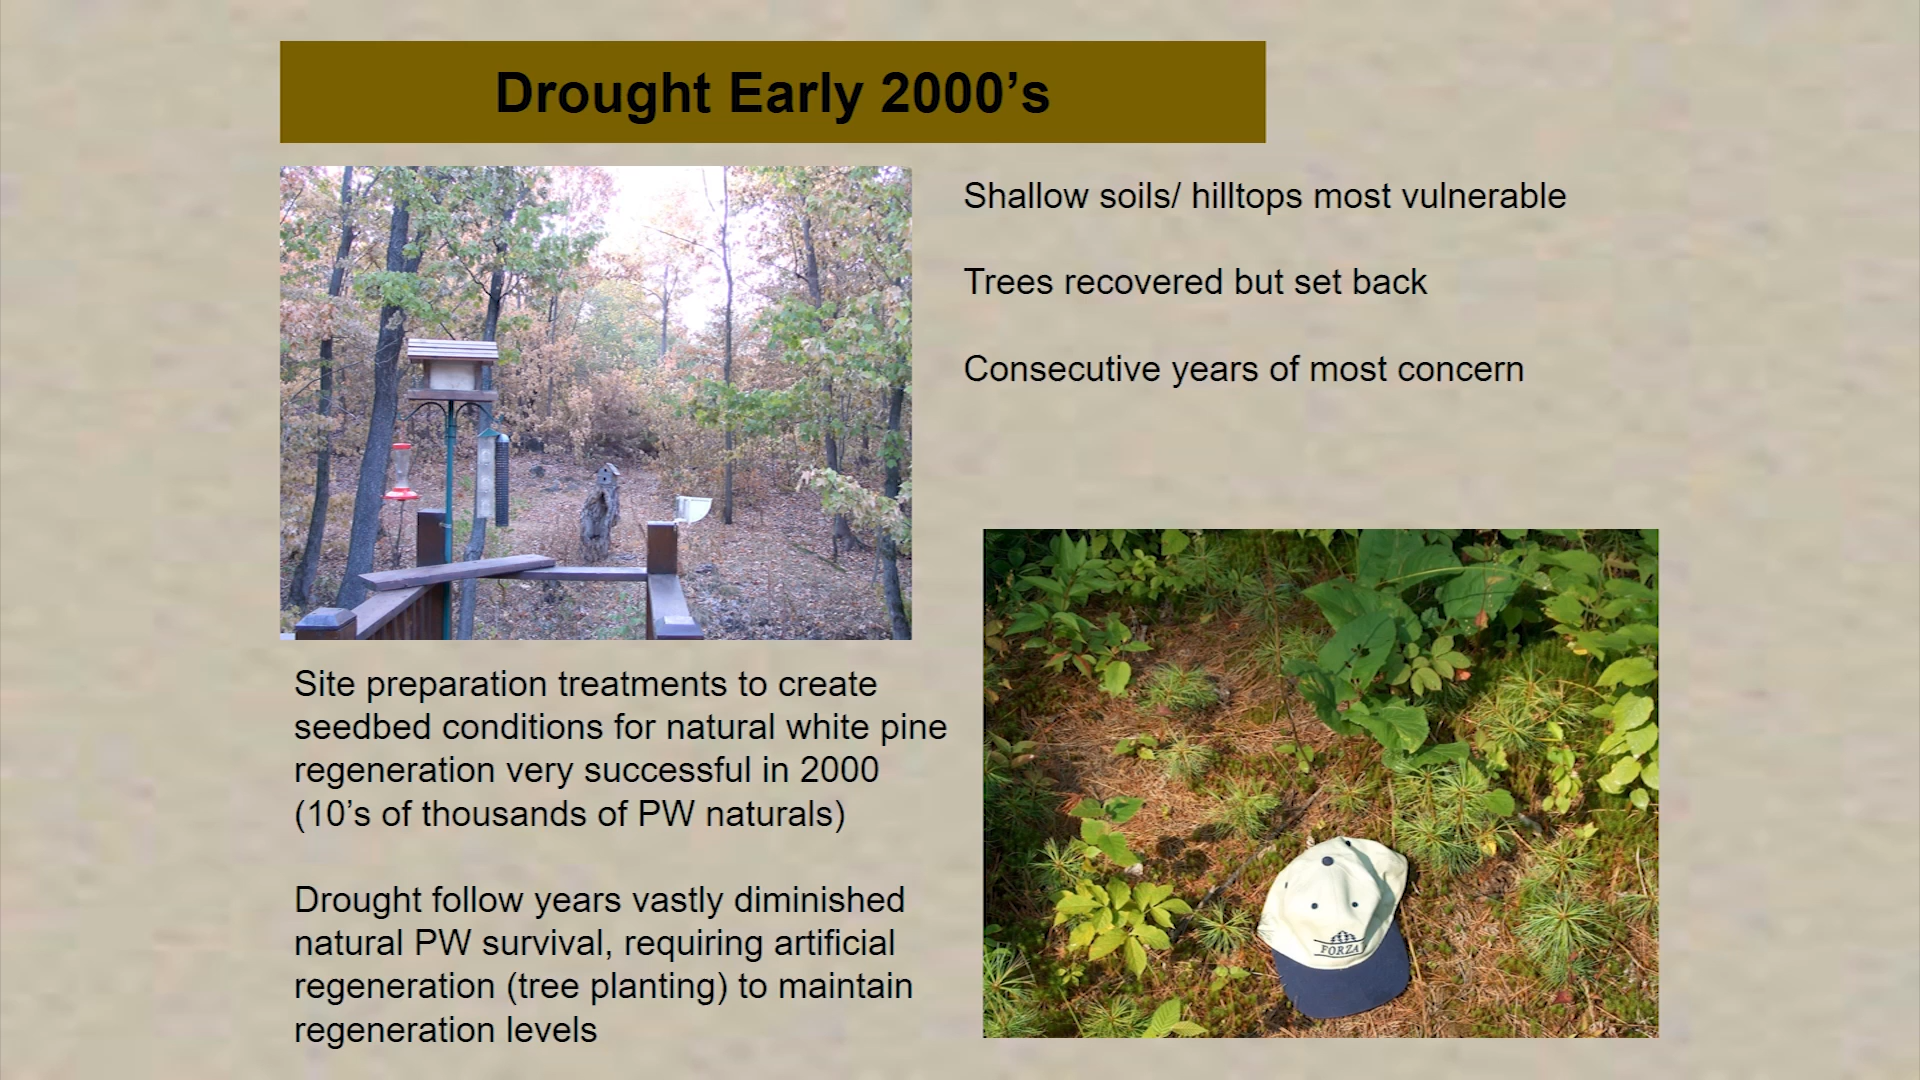 Drought Early 2000’s
Shallow soils/ hilltops most vulnerable
Trees recovered but set back
Consecutive years of most concern
Site preparation treatments to create
seedbed conditions for natural white pine
regeneration very successful in 2000
(10’s of thousands of PW naturals)
Drought follow years vastly diminished
natural PW survival, requiring artificial
regeneration (tree planting) to maintain
regeneration levels
FORZA